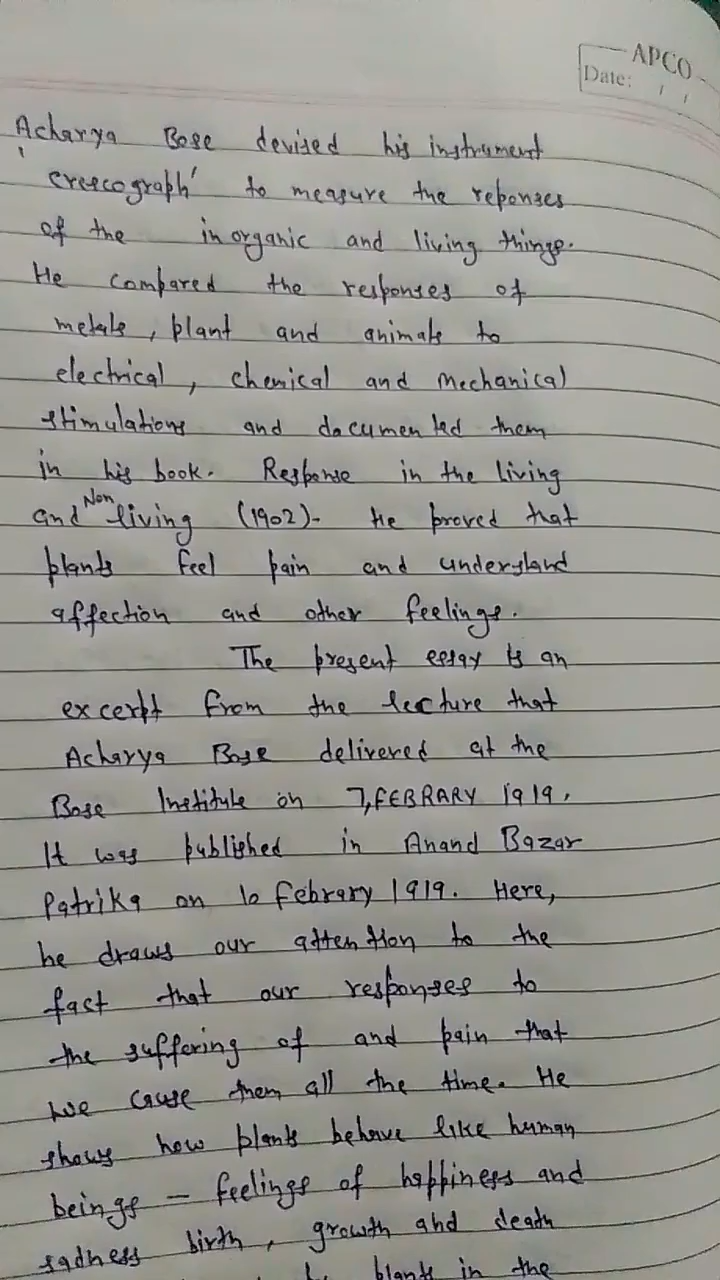 APCO
Date: / /
Acharya Bose devised his instrument
'crescograph' to measure the reponses
of the inorganic and living things.
He compared the responses of
metals, plant and animals to
electrical, chemical and mechanical
stimulations and documented them
in his book. Response in the living
and Non living (1902). He proved that
plants feel pain and understand
affection and other feelings.
The present essay is an
excerpt from the lecture that
Acharya Bose delivered at the
Bose Institute on 7,FEBRARY 1919.
It was published in Anand Bazar
Patrika on 10 Febrary 1919. Here,
he draws our attention to the
fact that our responses to
the suffering of and pain that
we cause them all the time. He
shows how plants behave like human
beings – feelings of happiness and
sadness birth, growth and death
plants in the